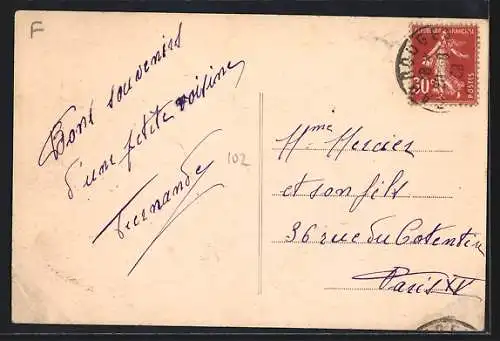 F
Bons souvenirs
d'une petite voisine
Fernande
102
REPUBLIQUE FRANÇAISE
POSTES
Mme Mercier
et son fils
36 rue du Cotentin
Paris XV